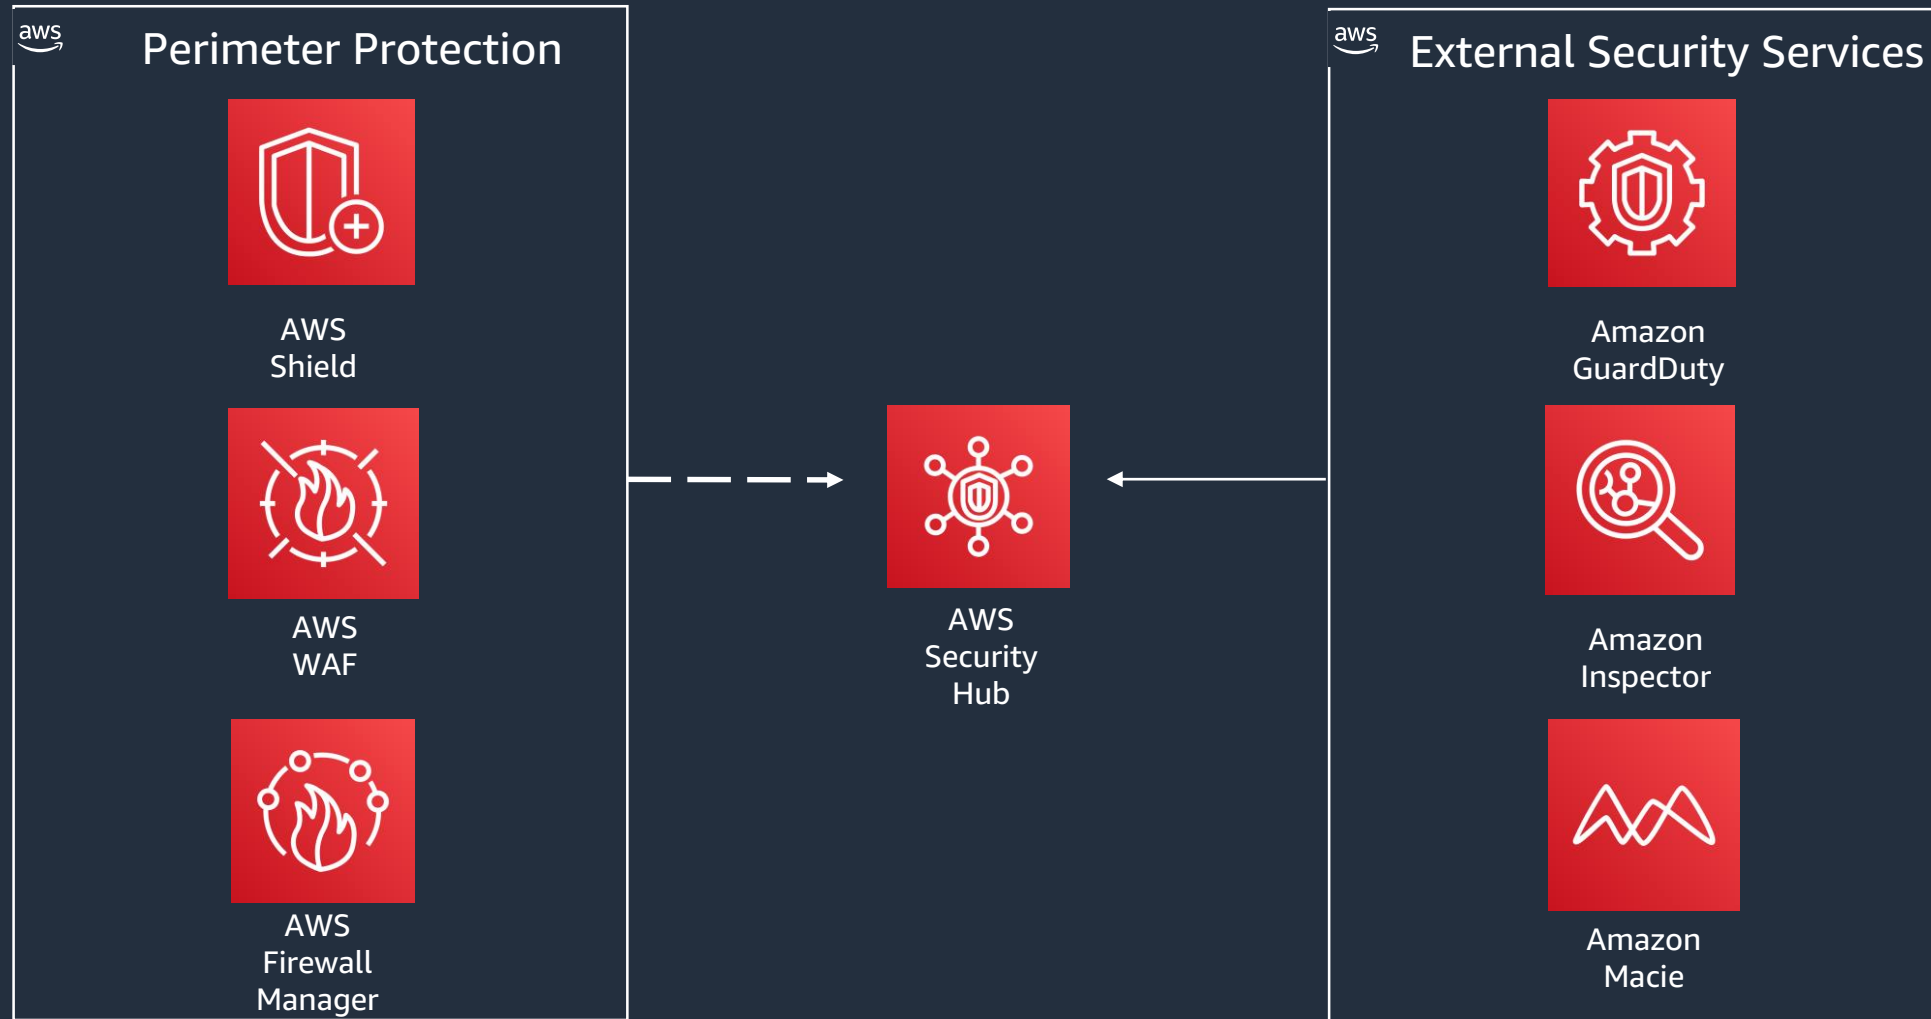 aws
Perimeter Protection
AWS
Shield
AWS
WAF
AWS
Firewall
Manager
AWS
Security
Hub
aws
External Security Services
Amazon
GuardDuty
Amazon
Inspector
Amazon
Macie